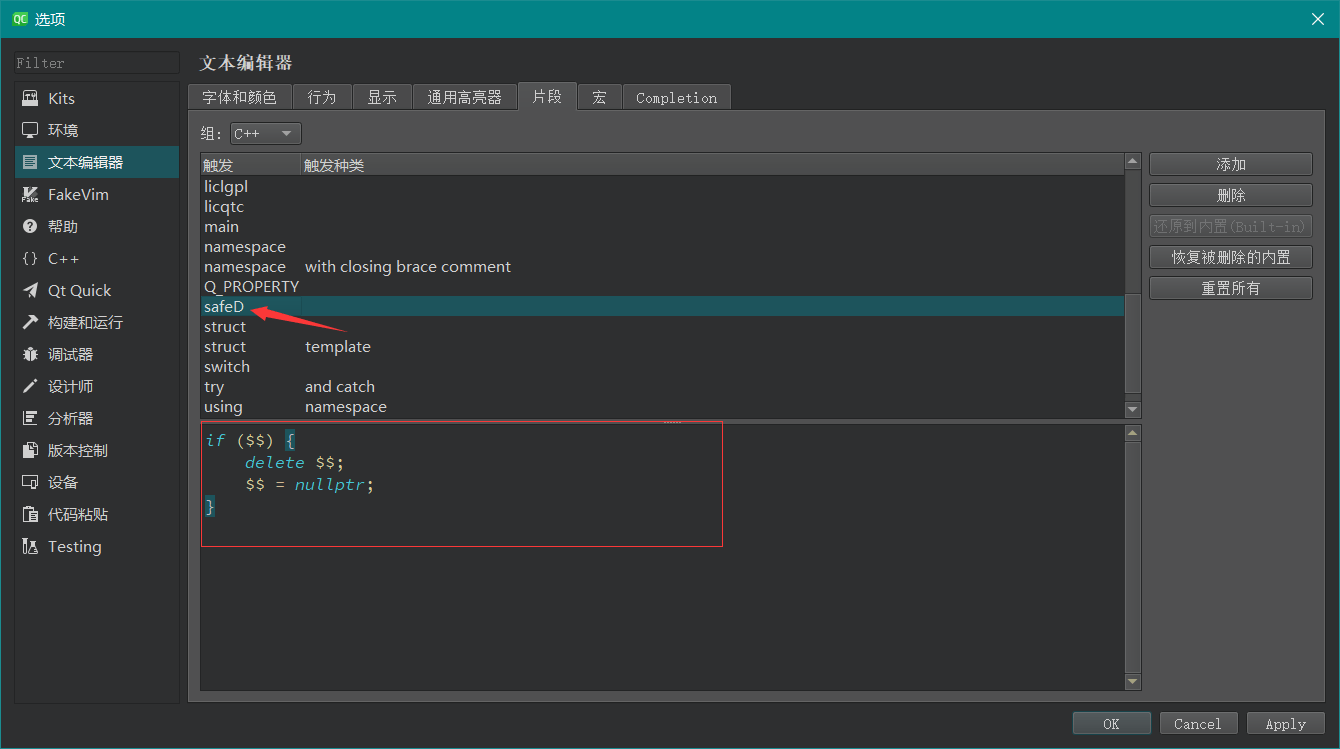 QC 选项
Filter
Kits
环境
文本编辑器
FakeVim
帮助
{} C++
Qt Quick
构建和运行
调试器
设计师
分析器
版本控制
设备
代码粘贴
Testing
文本编辑器
字体和颜色 行为 显示 通用高亮器 片段 宏 Completion
组: C++
触发 触发种类
liclgpl
licqtc
main
namespace
namespace with closing brace comment
Q_PROPERTY
safeD
struct
struct template
switch
try and catch
using namespace
添加
删除
还原到内置(Built-in)
恢复被删除的内置
重置所有
if ($$) {
    delete $$;
    $$ = nullptr;
}
OK Cancel Apply